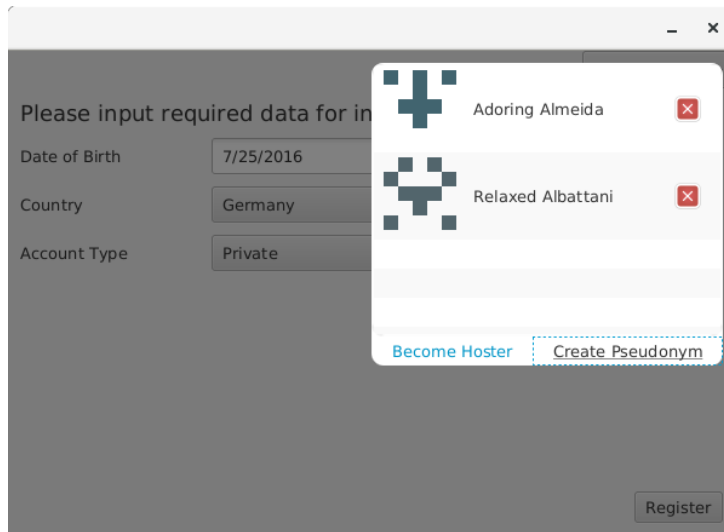 Please input required data for in
Date of Birth
7/25/2016
Country
Germany
Account Type
Private
Adoring Almeida
Relaxed Albattani
Become Hoster
Create Pseudonym
Register